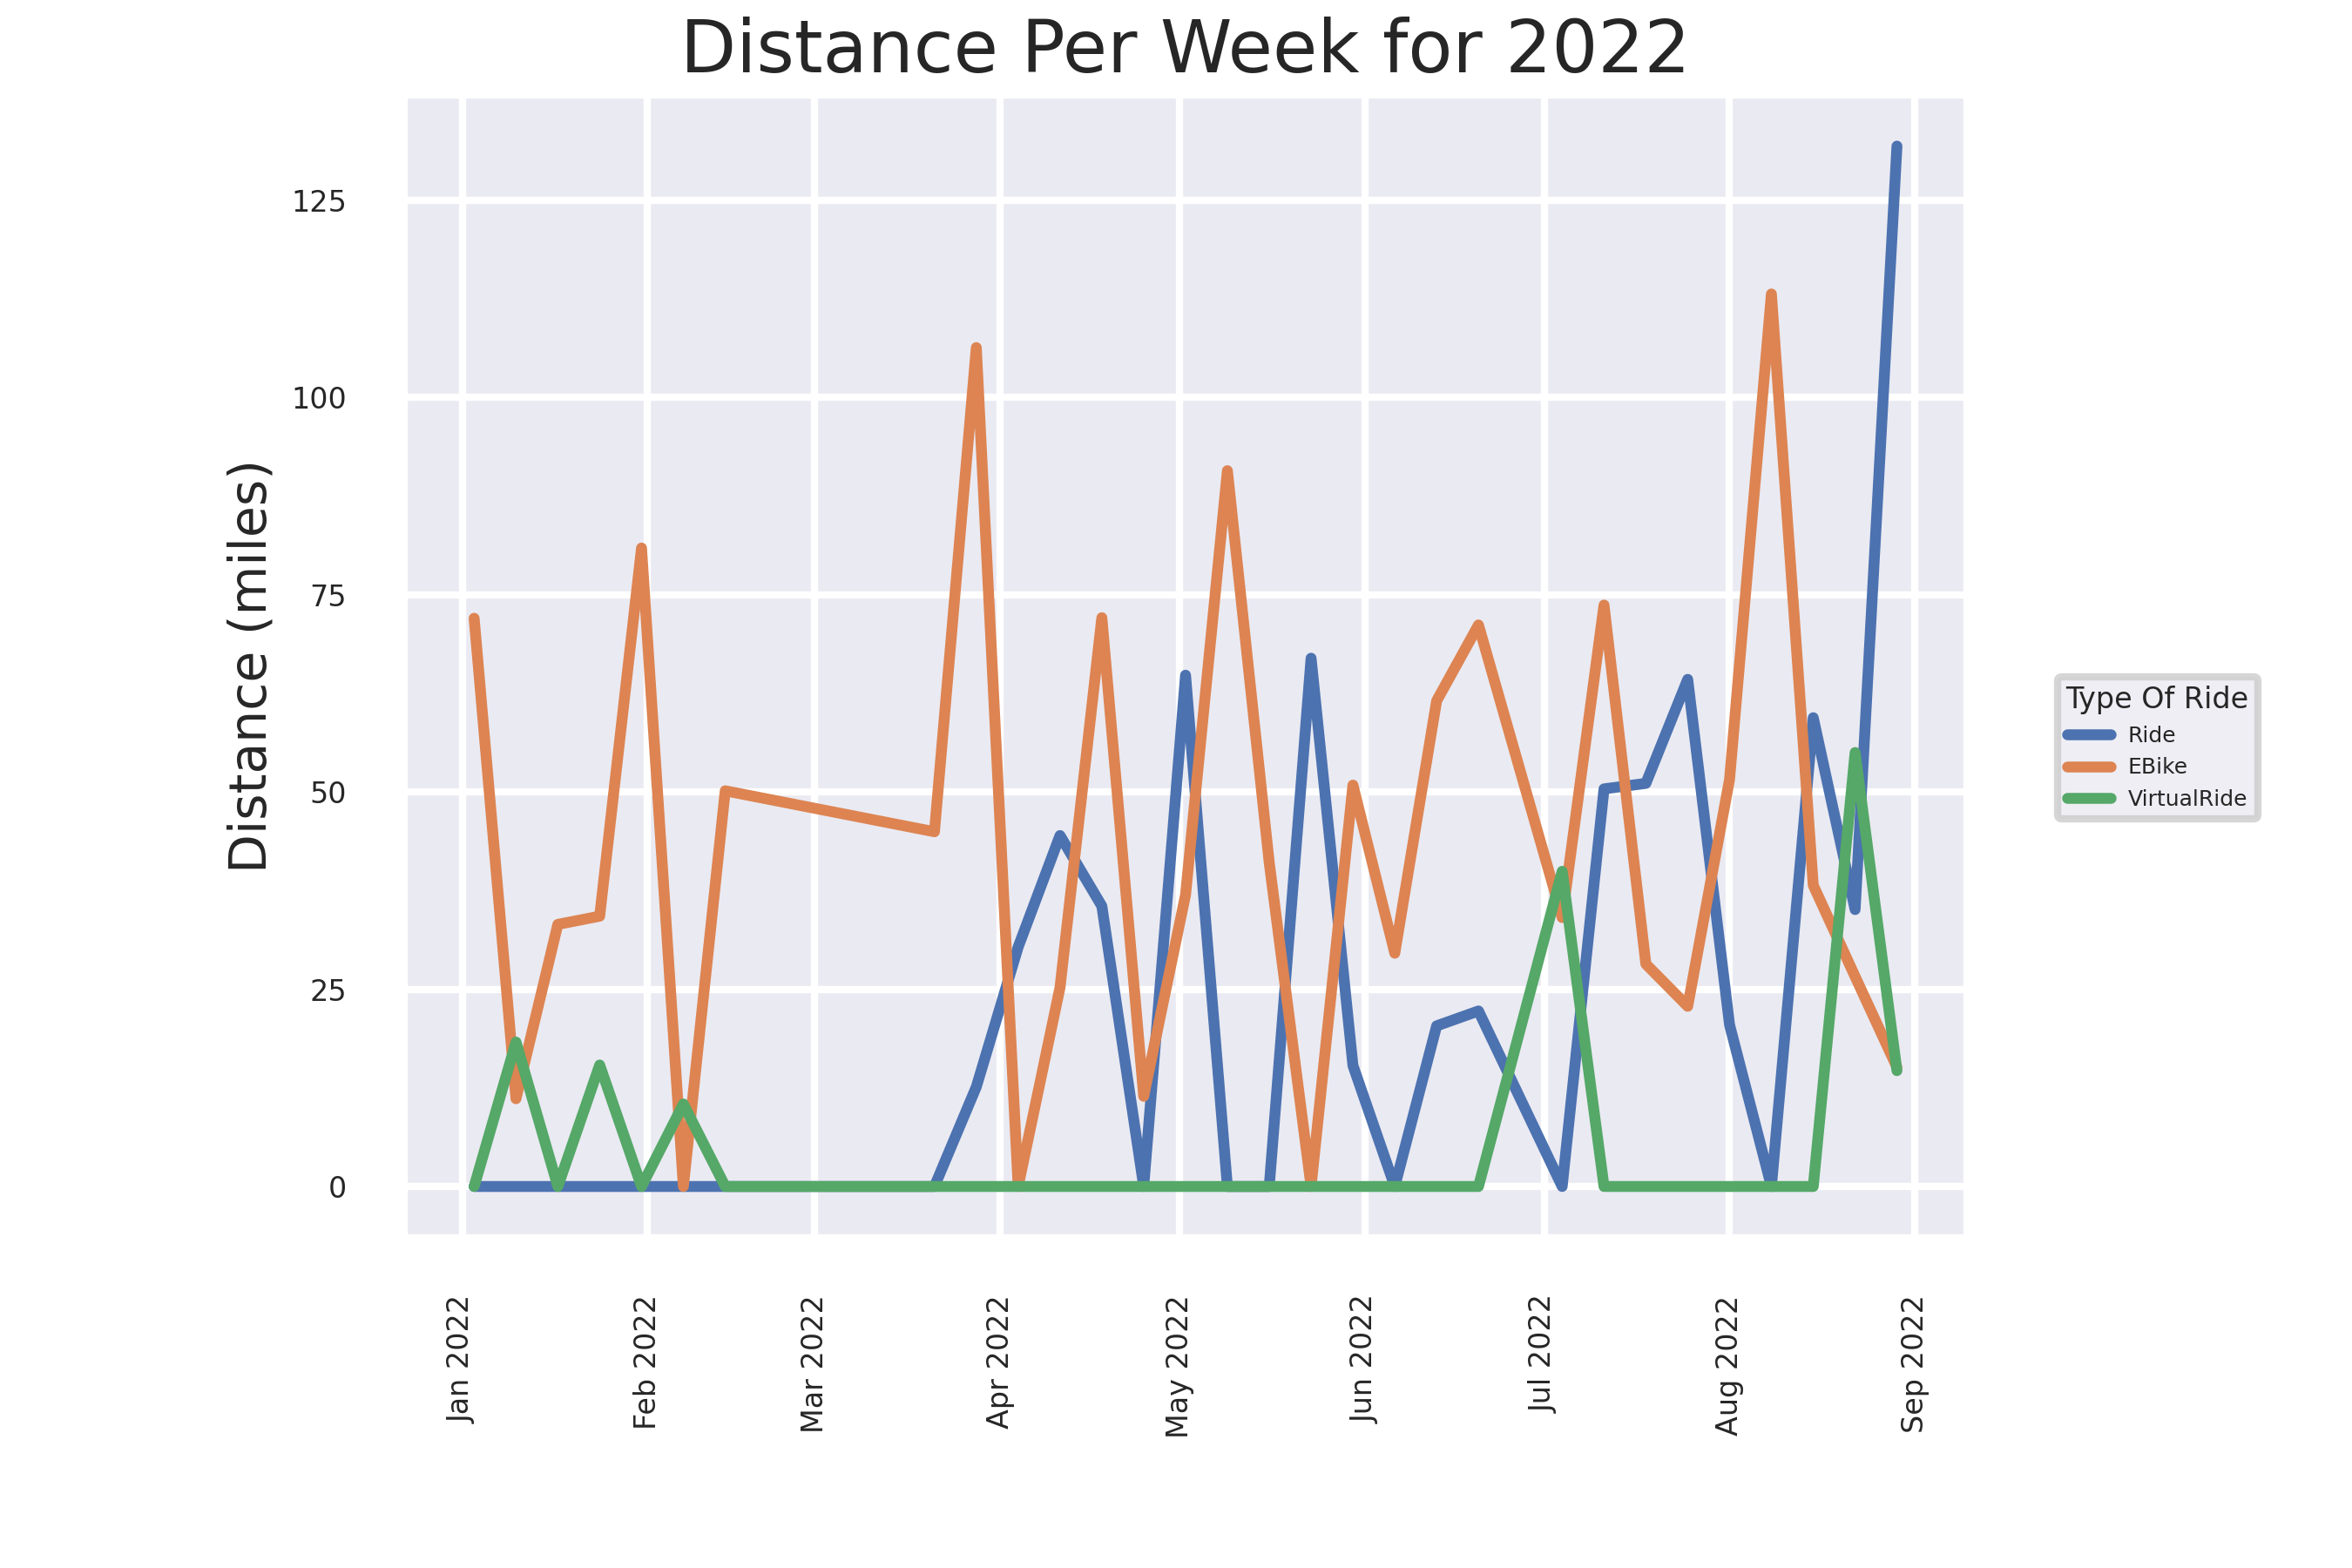 Distance Per Week for 2022
Distance (miles)
125
100
75
50
25
0
Jan 2022
Feb 2022
Mar 2022
Apr 2022
May 2022
Jun 2022
Jul 2022
Aug 2022
Sep 2022
Type Of Ride
Ride
EBike
VirtualRide